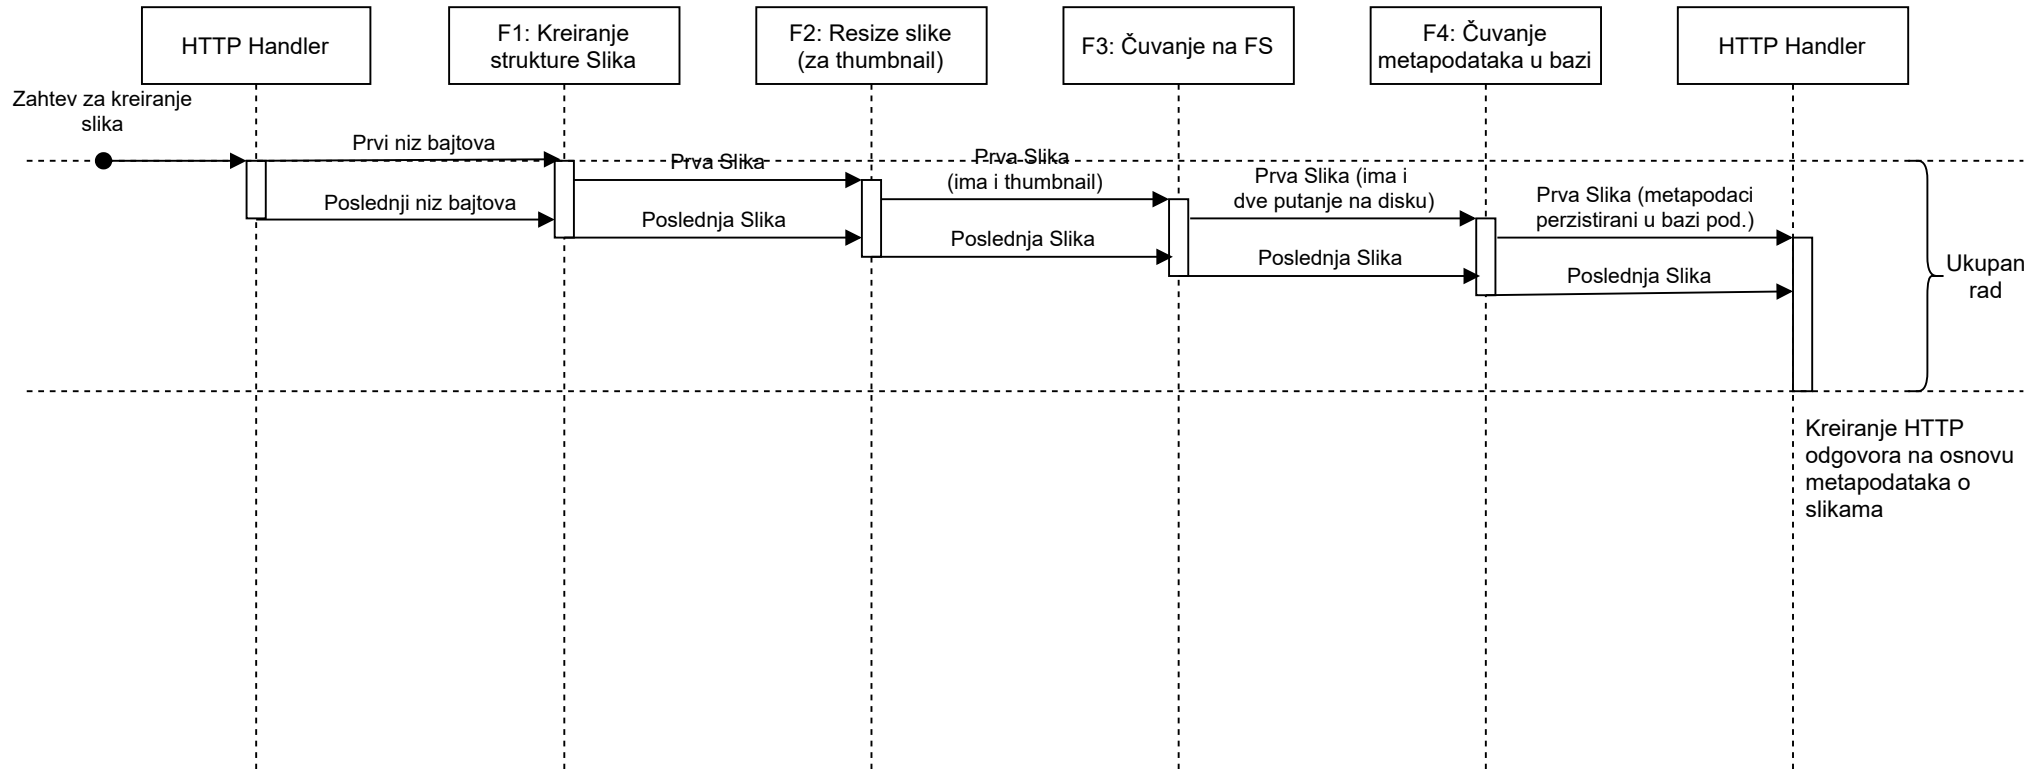 HTTP Handler
F1: Kreiranje
strukture Slika
F2: Resize slike
(za thumbnail)
F3: Čuvanje na FS
F4: Čuvanje
metapodataka u bazi
HTTP Handler
Zahtev za kreiranje
slika
Prvi niz bajtova
Prva Slika
Prva Slika
(ima i thumbnail)
Prva Slika (ima i
dve putanje na disku)
Prva Slika (metapodaci
perzistirani u bazi pod.)
Poslednji niz bajtova
Poslednja Slika
Poslednja Slika
Poslednja Slika
Poslednja Slika
Ukupan
rad
Kreiranje HTTP
odgovora na osnovu
metapodataka o
slikama